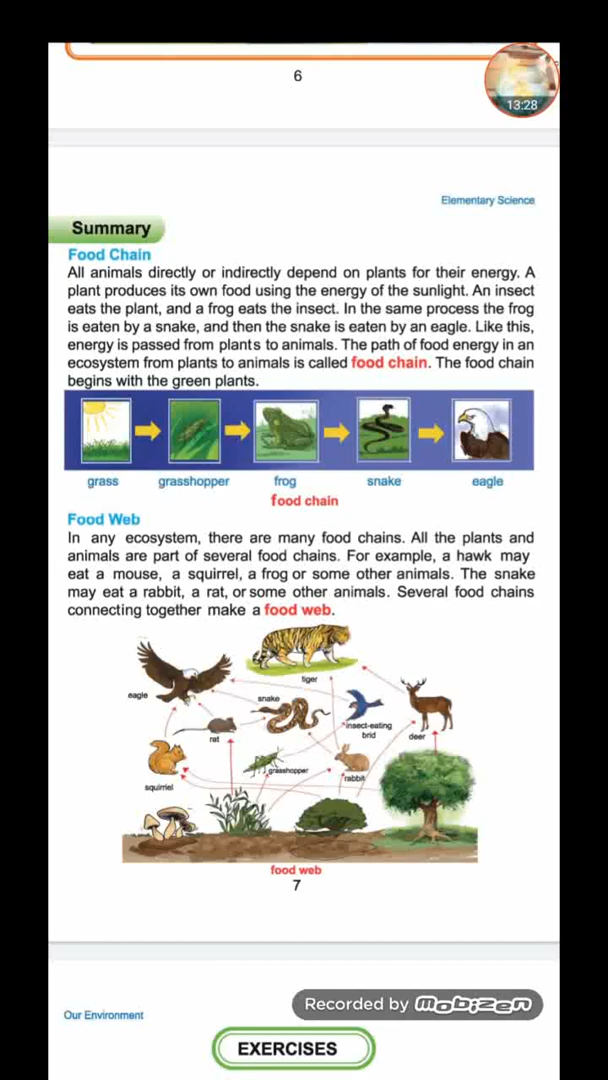 6
13:28
Elementary Science
Summary
Food Chain
All animals directly or indirectly depend on plants for their energy. A
plant produces its own food using the energy of the sunlight. An insect
eats the plant, and a frog eats the insect. In the same process the frog
is eaten by a snake, and then the snake is eaten by an eagle. Like this,
energy is passed from plants to animals. The path of food energy in an
ecosystem from plants to animals is called food chain. The food chain
begins with the green plants.
grass grasshopper frog snake eagle
food chain
Food Web
In any ecosystem, there are many food chains. All the plants and
animals are part of several food chains. For example, a hawk may
eat a mouse, a squirrel, a frog or some other animals. The snake
may eat a rabbit, a rat, or some other animals. Several food chains
connecting together make a food web.
tiger
eagle
snake
insect-eating
brid
deer
rat
grasshopper
rabbit
squirriel
food web
7
Recorded by mobizen
Our Environment
EXERCISES